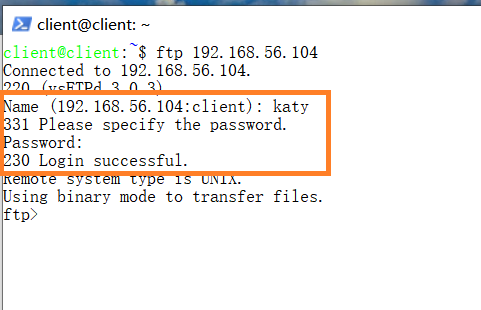 client@client: ~
client@client:~$ ftp 192.168.56.104
Connected to 192.168.56.104.
220 (vsFTPd 3.0.3)
Name (192.168.56.104:client): katy
331 Please specify the password.
Password:
230 Login successful.
Remote system type is UNIX.
Using binary mode to transfer files.
ftp>